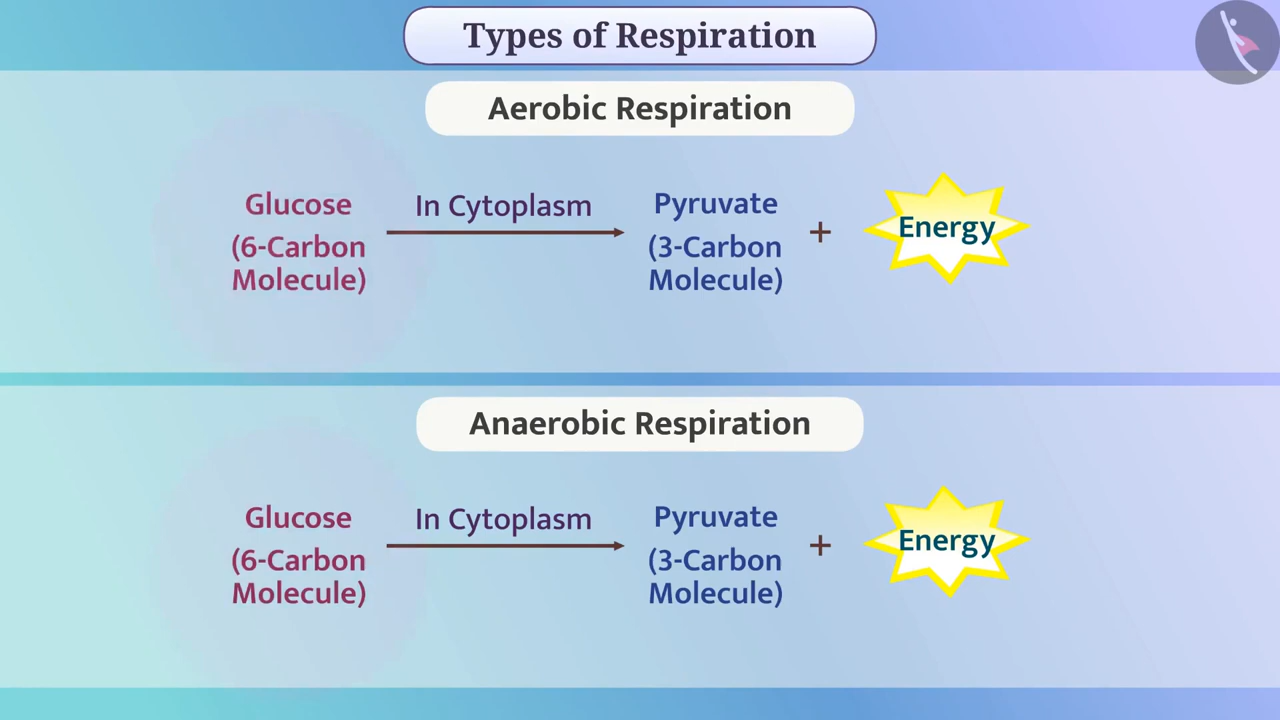 Types of Respiration
Aerobic Respiration
Glucose
(6-Carbon
Molecule)
In Cytoplasm
Pyruvate
(3-Carbon
Molecule)
+
Energy
Anaerobic Respiration
Glucose
(6-Carbon
Molecule)
In Cytoplasm
Pyruvate
(3-Carbon
Molecule)
+
Energy